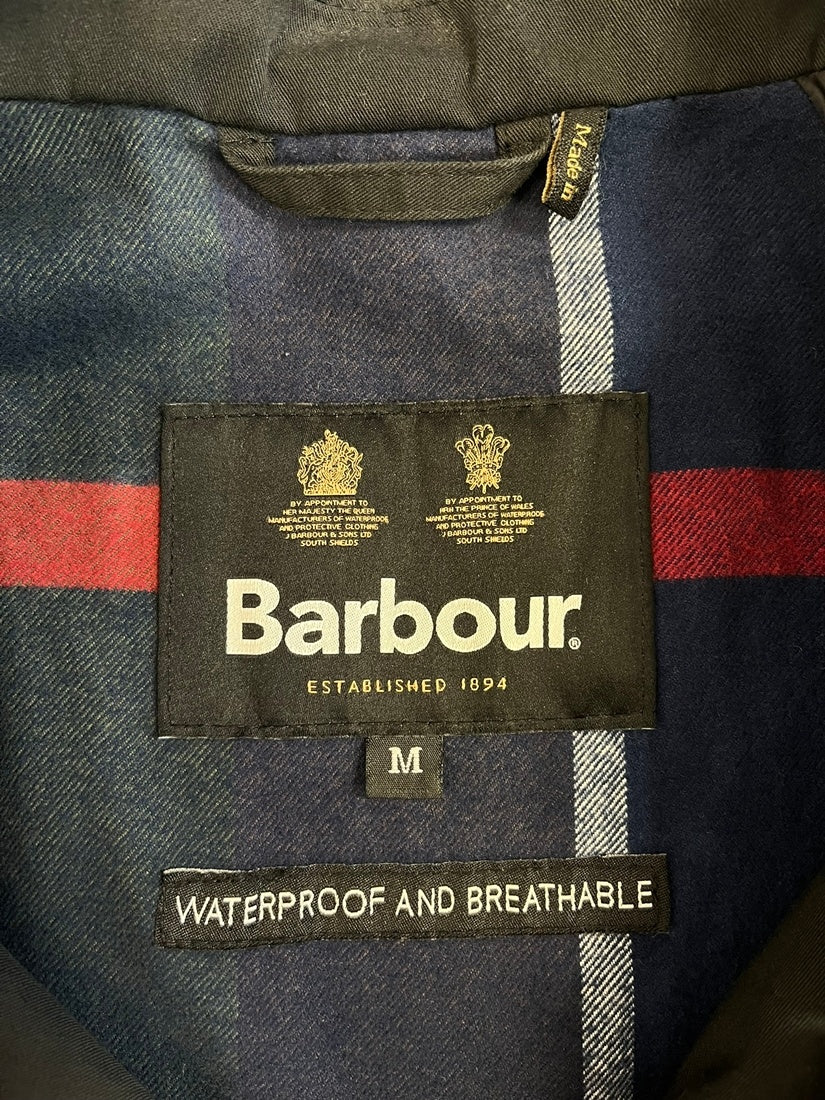 Made in
BY APPOINTMENT TO
HER MAJESTY THE QUEEN
MANUFACTURERS OF WATERPROOF
AND PROTECTIVE CLOTHING
J BARBOUR & SONS LTD
SOUTH SHIELDS
BY APPOINTMENT TO
HRH THE PRINCE OF WALES
MANUFACTURERS OF WATERPROOF
AND PROTECTIVE CLOTHING
J BARBOUR & SONS LTD
SOUTH SHIELDS
Barbour®
ESTABLISHED 1894
M
WATERPROOF AND BREATHABLE